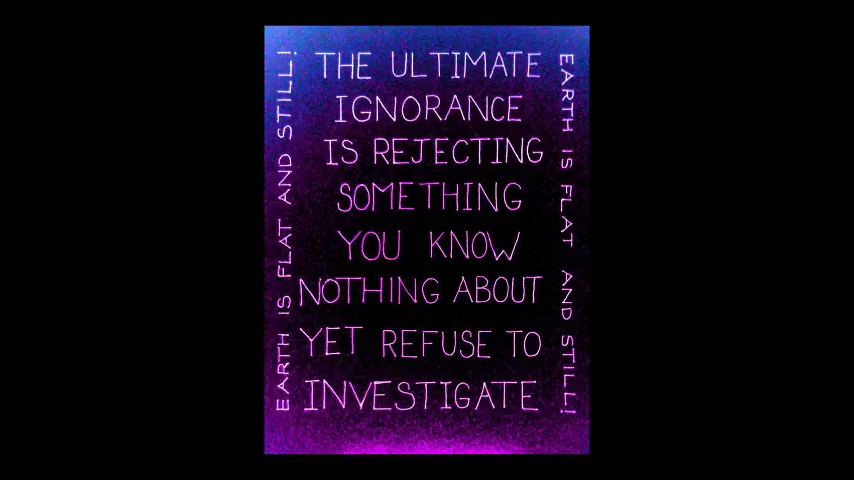 EARTH IS FLAT AND STILL!
THE ULTIMATE
IGNORANCE
IS REJECTING
SOMETHING
YOU KNOW
NOTHING ABOUT
YET REFUSE TO
INVESTIGATE
EARTH IS FLAT AND STILL!